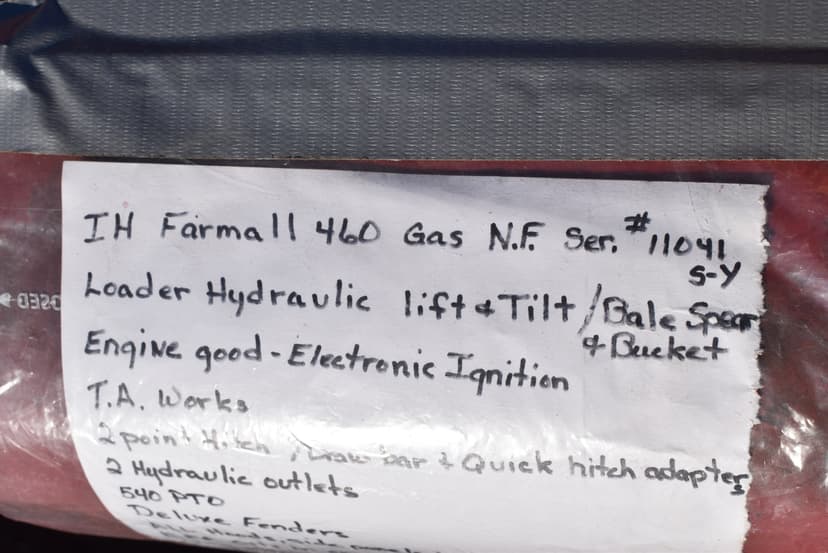 IH Farmall 460 Gas N.F. Ser. #11041
S-Y
Loader Hydraulic lift & Tilt / Bale Spear
& Bucket
Engine good - Electronic Ignition
T.A. Works
2 point Hitch / Draw bar & Quick hitch adapters
2 Hydraulic outlets
540 PTO
Deluxe Fenders